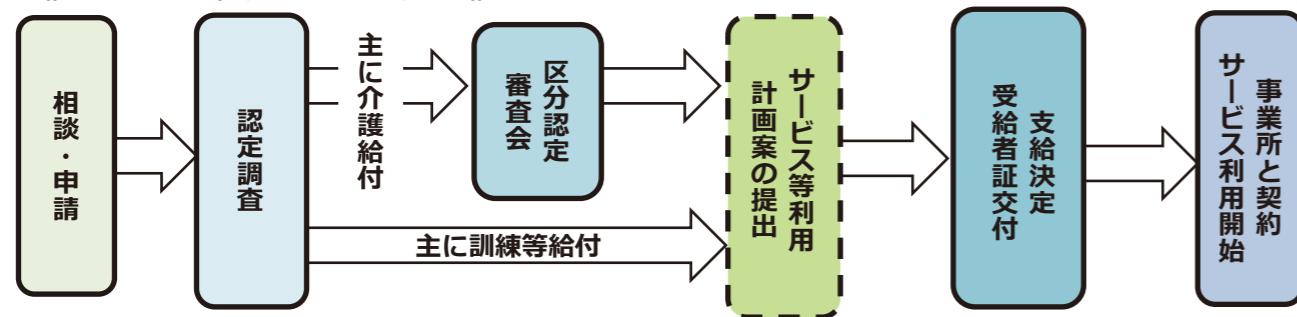 相談・申請
認定調査
主に介護給付
区分認定
審査会
主に訓練等給付
サービス等利用
計画案の提出
支給決定
受給者証交付
事業所と契約
サービス利用開始